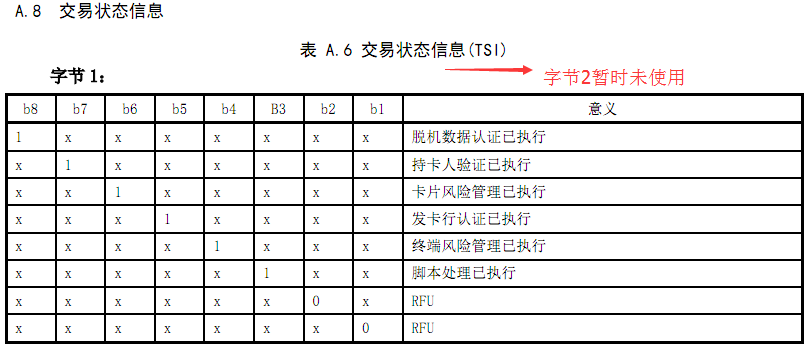 A.8 交易状态信息
表 A.6 交易状态信息(TSI)
字节1: 字节2暂时未使用
b8 b7 b6 b5 b4 B3 b2 b1 意义
1 x x x x x x x 脱机数据认证已执行
x 1 x x x x x x 持卡人验证已执行
x x 1 x x x x x 卡片风险管理已执行
x x x 1 x x x x 发卡行认证已执行
x x x x 1 x x x 终端风险管理已执行
x x x x x 1 x x 脚本处理已执行
x x x x x x 0 x RFU
x x x x x x x 0 RFU